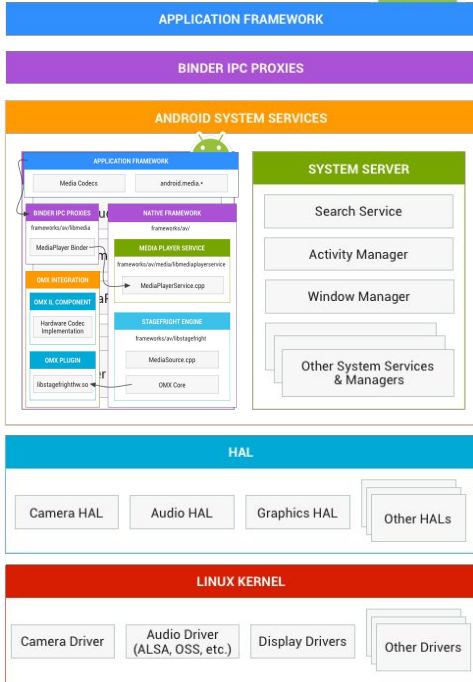 APPLICATION FRAMEWORK
BINDER IPC PROXIES
ANDROID SYSTEM SERVICES
APPLICATION FRAMEWORK
Media Codecs
android.media.*
BINDER IPC PROXIES
frameworks/av/libmedia
MediaPlayer Binder
NATIVE FRAMEWORK
frameworks/av/
MEDIA PLAYER SERVICE
frameworks/av/media/libmediaplayerservice
MediaPlayerService.cpp
OMX INTEGRATION
OMX IL COMPONENT
Hardware Codec
Implementation
OMX PLUGIN
libstagefrighthw.so
STAGEFRIGHT ENGINE
frameworks/av/libstagefright
MediaSource.cpp
OMX Core
SYSTEM SERVER
Search Service
Activity Manager
Window Manager
Other System Services
& Managers
HAL
Camera HAL
Audio HAL
Graphics HAL
Other HALs
LINUX KERNEL
Camera Driver
Audio Driver
(ALSA, OSS, etc.)
Display Drivers
Other Drivers